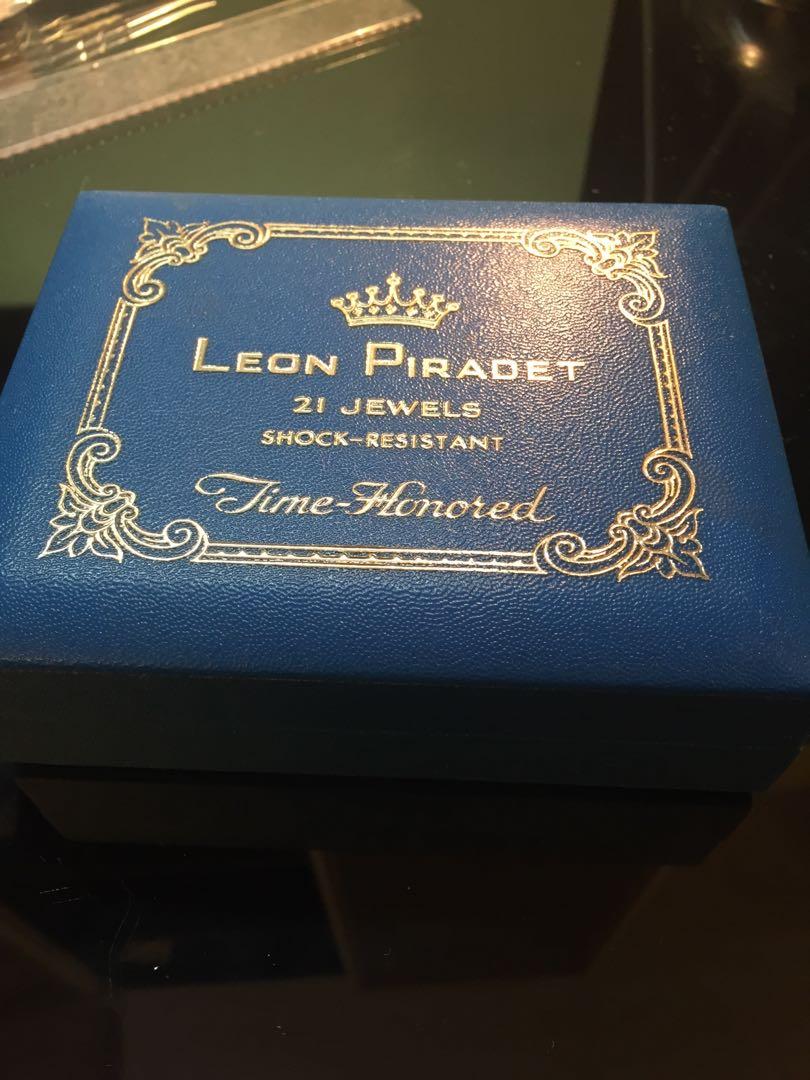 LEON PIRADET
21 JEWELS
SHOCK-RESISTANT
Time-Honored